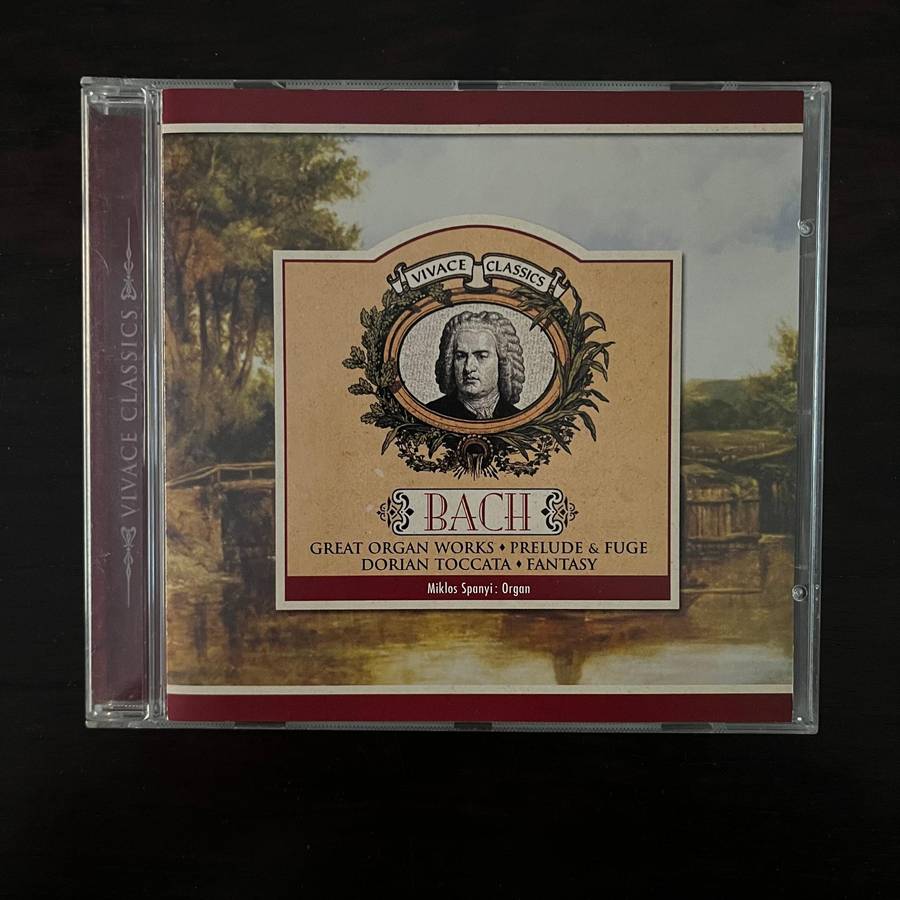 VIVACE CLASSICS
VIVACE CLASSICS
BACH
GREAT ORGAN WORKS ♦ PRELUDE & FUGE
DORIAN TOCCATA ♦ FANTASY
Miklos Spanyi: Organ